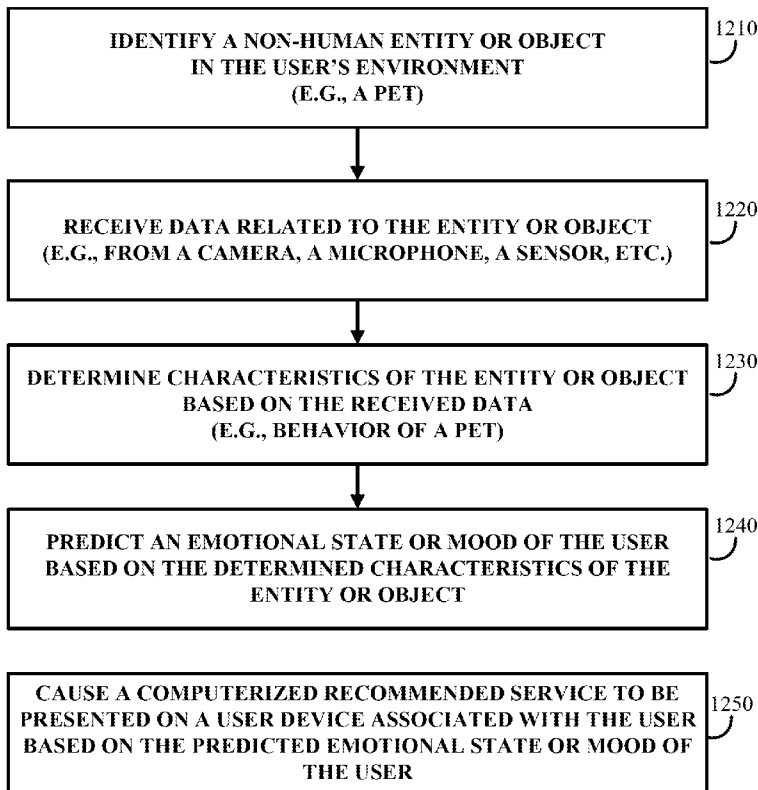 IDENTIFY A NON-HUMAN ENTITY OR OBJECT
IN THE USER'S ENVIRONMENT
(E.G., A PET)
1210
RECEIVE DATA RELATED TO THE ENTITY OR OBJECT
(E.G., FROM A CAMERA, A MICROPHONE, A SENSOR, ETC.)
1220
DETERMINE CHARACTERISTICS OF THE ENTITY OR OBJECT
BASED ON THE RECEIVED DATA
(E.G., BEHAVIOR OF A PET)
1230
PREDICT AN EMOTIONAL STATE OR MOOD OF THE USER
BASED ON THE DETERMINED CHARACTERISTICS OF THE
ENTITY OR OBJECT
1240
CAUSE A COMPUTERIZED RECOMMENDED SERVICE TO BE
PRESENTED ON A USER DEVICE ASSOCIATED WITH THE USER
BASED ON THE PREDICTED EMOTIONAL STATE OR MOOD OF
THE USER
1250